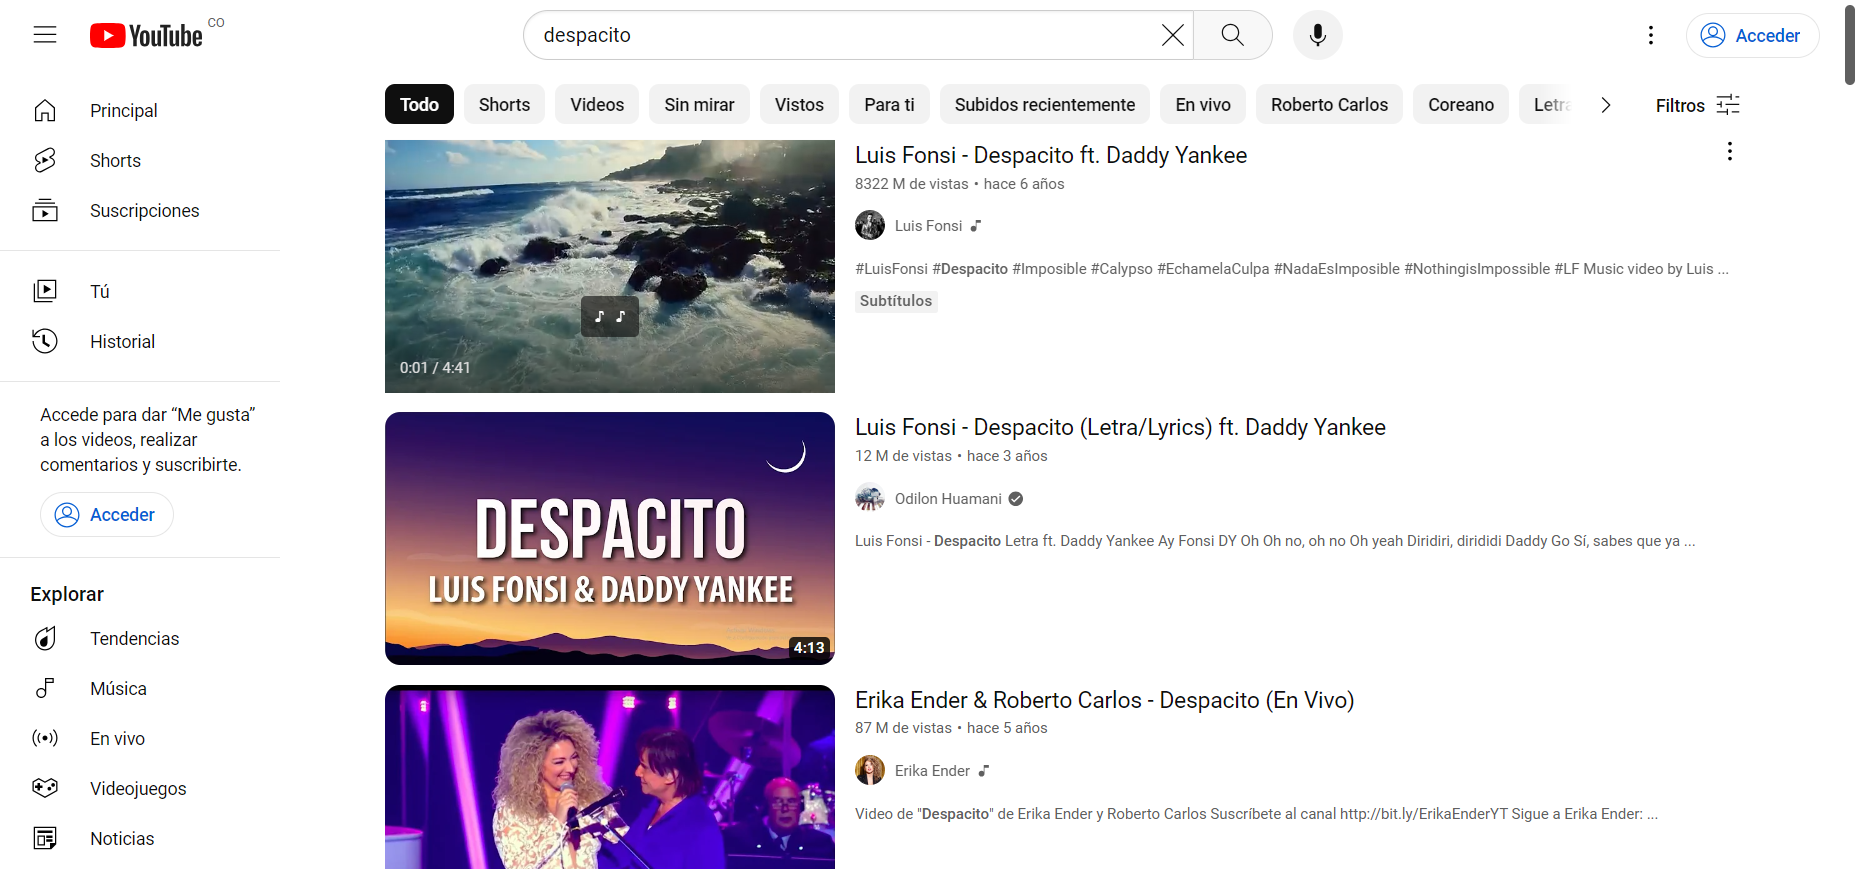 YouTube CO
despacito
Acceder
Principal
Shorts
Suscripciones
Tú
Historial
Accede para dar “Me gusta”
a los videos, realizar
comentarios y suscribirte.
Acceder
Explorar
Tendencias
Música
En vivo
Videojuegos
Noticias
Todo Shorts Videos Sin mirar Vistos Para ti Subidos recientemente En vivo Roberto Carlos Coreano Letra Filtros
0:01 / 4:41
Luis Fonsi - Despacito ft. Daddy Yankee
8322 M de vistas • hace 6 años
Luis Fonsi
#LuisFonsi #Despacito #Imposible #Calypso #EchamelaCulpa #NadaEsImposible #NothingisImpossible #LF Music video by Luis ...
Subtítulos
DESPACITO
LUIS FONSI & DADDY YANKEE
4:13
Luis Fonsi - Despacito (Letra/Lyrics) ft. Daddy Yankee
12 M de vistas • hace 3 años
Odilon Huamani
Luis Fonsi - Despacito Letra ft. Daddy Yankee Ay Fonsi DY Oh Oh no, oh no Oh yeah Diridiri, dirididi Daddy Go Sí, sabes que ya ...
Erika Ender & Roberto Carlos - Despacito (En Vivo)
87 M de vistas • hace 5 años
Erika Ender
Video de "Despacito" de Erika Ender y Roberto Carlos Suscríbete al canal http://bit.ly/ErikaEnderYT Sigue a Erika Ender: ...